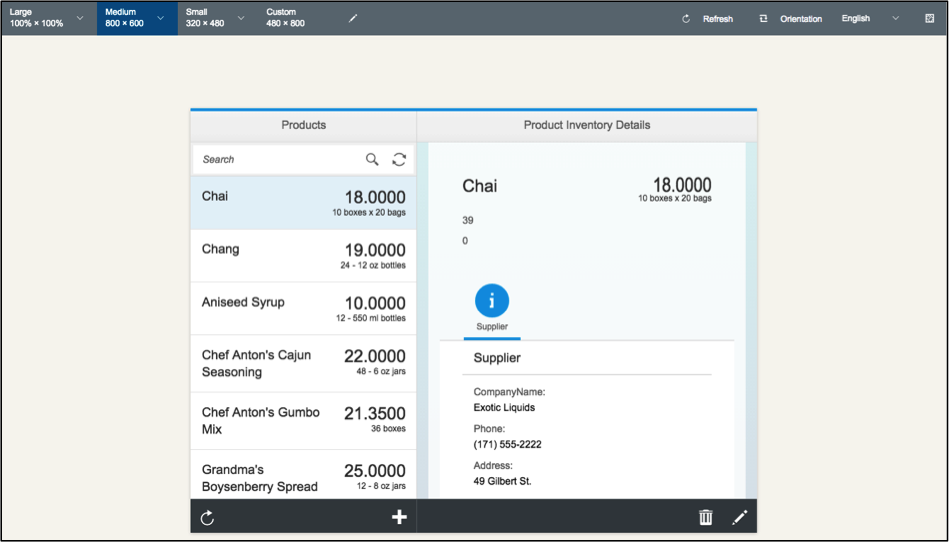 Large
100% × 100%
Medium
800 × 600
Small
320 × 480
Custom
480 × 800
Refresh
Orientation
English
Products
Product Inventory Details
Search
Chai
18.0000
10 boxes x 20 bags
Chang
19.0000
24 - 12 oz bottles
Aniseed Syrup
10.0000
12 - 550 ml bottles
Chef Anton's Cajun
Seasoning
22.0000
48 - 6 oz jars
Chef Anton's Gumbo
Mix
21.3500
36 boxes
Grandma's
Boysenberry Spread
25.0000
12 - 8 oz jars
Chai
18.0000
10 boxes x 20 bags
39
0
Supplier
Supplier
CompanyName:
Exotic Liquids
Phone:
(171) 555-2222
Address:
49 Gilbert St.